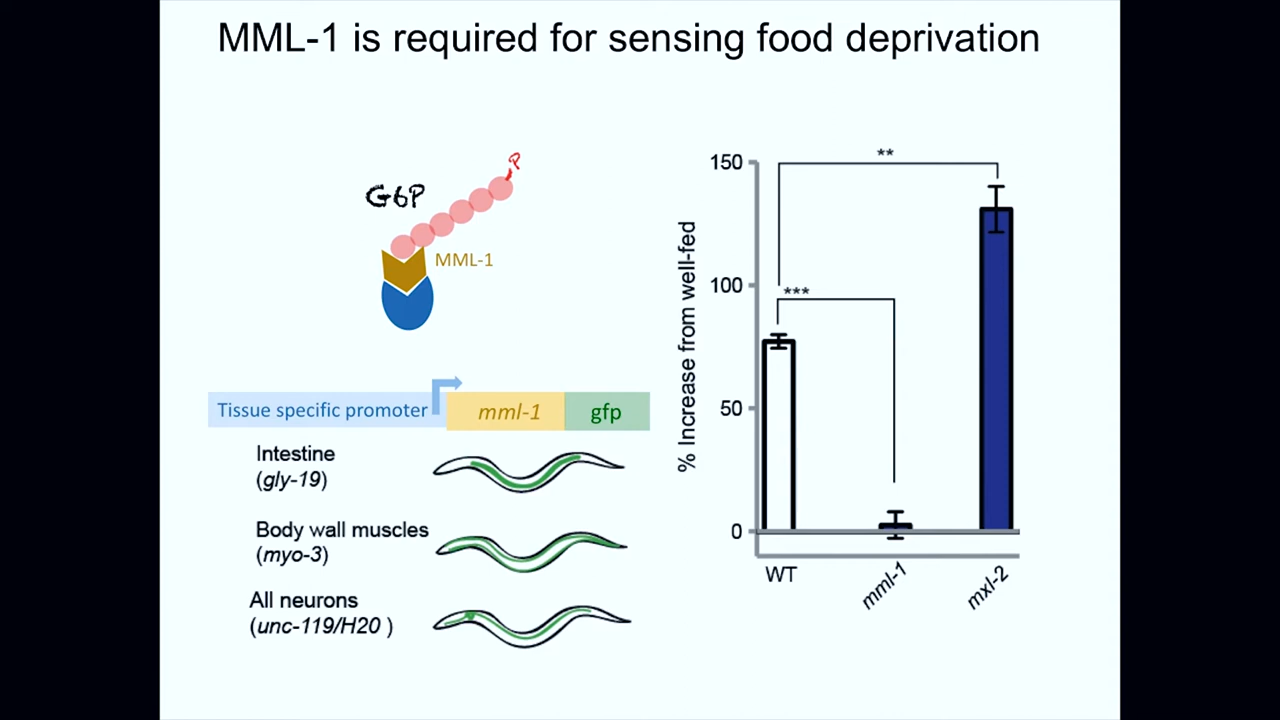 MML-1 is required for sensing food deprivation
G6P
P
MML-1
Tissue specific promoter
mml-1
gfp
Intestine
(gly-19)
Body wall muscles
(myo-3)
All neurons
(unc-119/H20 )
% Increase from well-fed
150
100
50
0
**
***
WT
mml-1
mxl-2